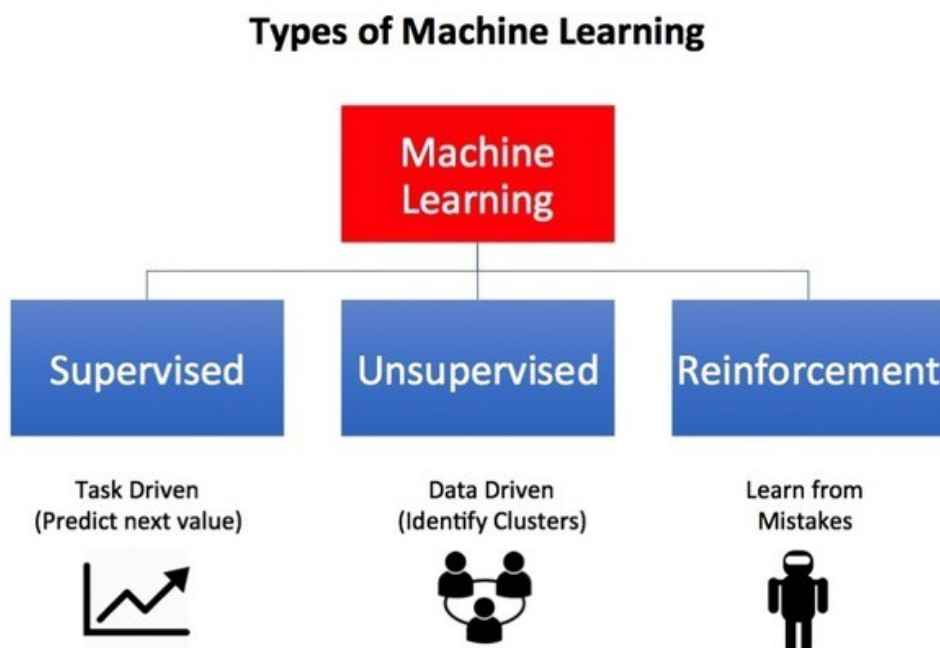 Types of Machine Learning
Machine
Learning
Supervised
Unsupervised
Reinforcement
Task Driven
(Predict next value)
Data Driven
(Identify Clusters)
Learn from
Mistakes